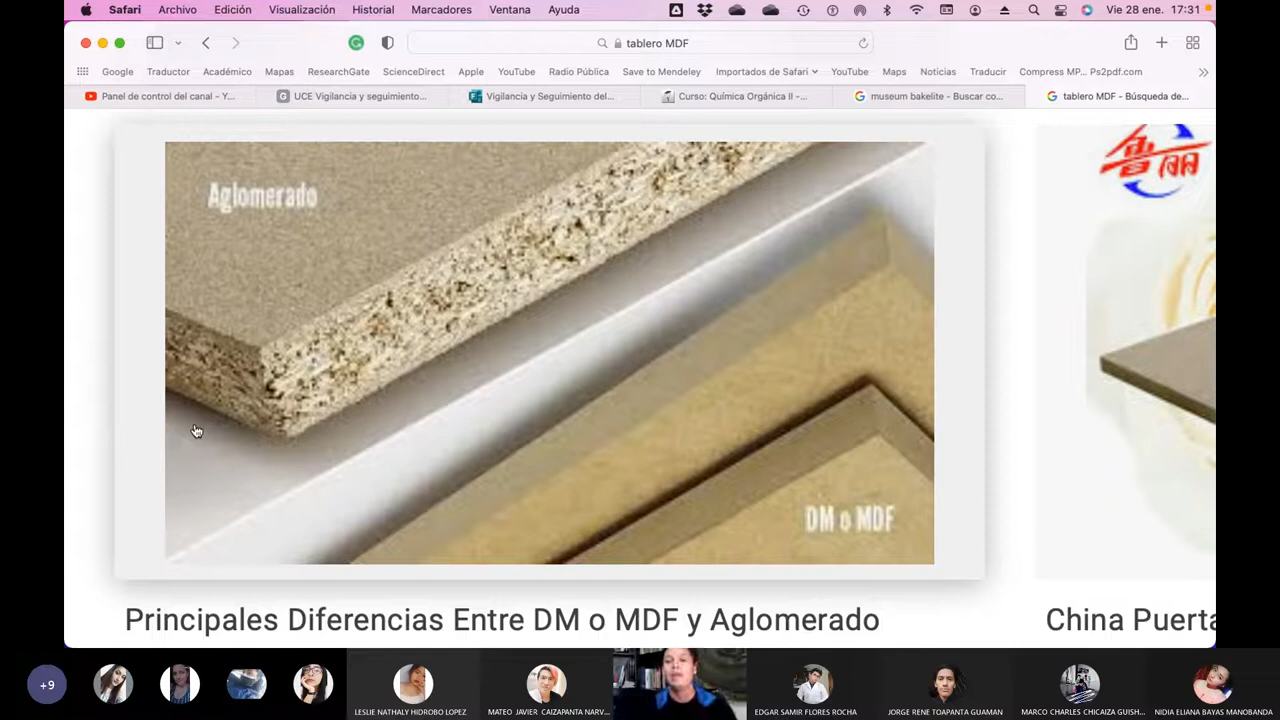 Safari Archivo Edición Visualización Historial Marcadores Ventana Ayuda Vie 28 ene. 17:31
tablero MDF
Google Traductor Académico Mapas ResearchGate ScienceDirect Apple YouTube Radio Pública Save to Mendeley Importados de Safari YouTube Maps Noticias Traducir Compress MP... Ps2pdf.com
Panel de control del canal - Y... UCE Vigilancia y seguimiento... Vigilancia y Seguimiento del... Curso: Química Orgánica II -... museum bakelite - Buscar co... tablero MDF - Búsqueda de...
Aglomerado
DM o MDF
Principales Diferencias Entre DM o MDF y Aglomerado China Puerta
+9
LESLIE NATHALY HIDROBO LOPEZ MATEO JAVIER CAIZAPANTA NARV... EDGAR SAMIR FLORES ROCHA JORGE RENE TOAPANTA GUAMAN MARCO CHARLES CHICAIZA GUISH... NIDIA ELIANA BAYAS MANOBANDA